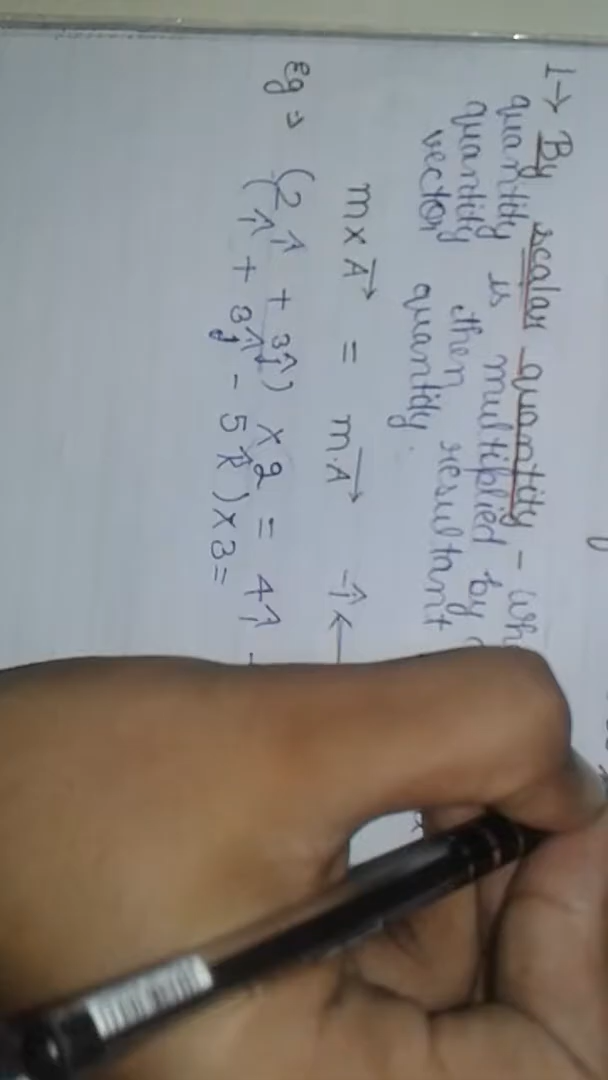 1→ By scalar quantity - wh
quantity is multiplied by
quantity then resultant
vector quantity.
m×A⃗ = m.A⃗ -î ←
Eg → (2î + 3ĵ) × 2 = 4î
(î + 3ĵ - 5k̂) × 3 =